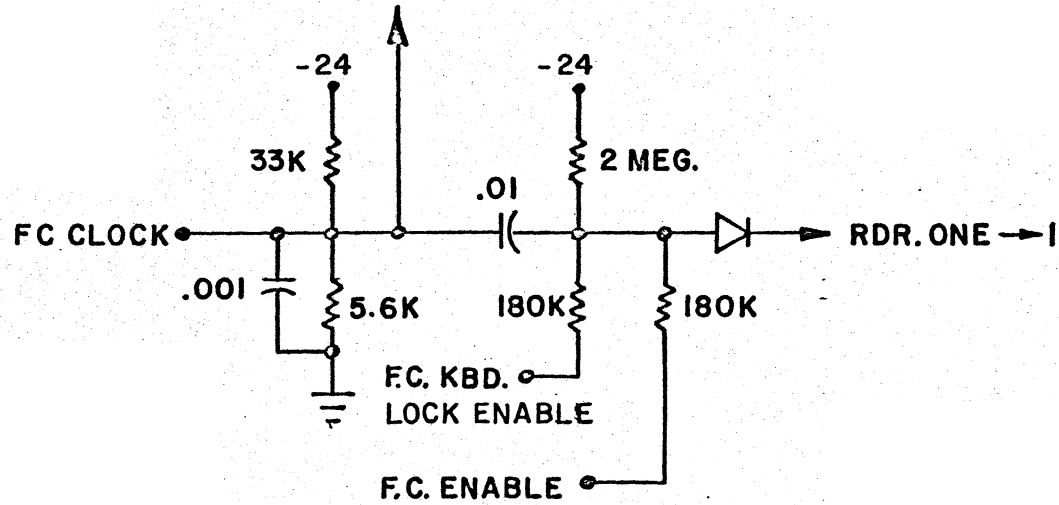 -24
-24
33K
2 MEG.
.01
FC CLOCK
RDR. ONE → 1
.001
5.6K
180K
180K
F.C. KBD.
LOCK ENABLE
F.C. ENABLE